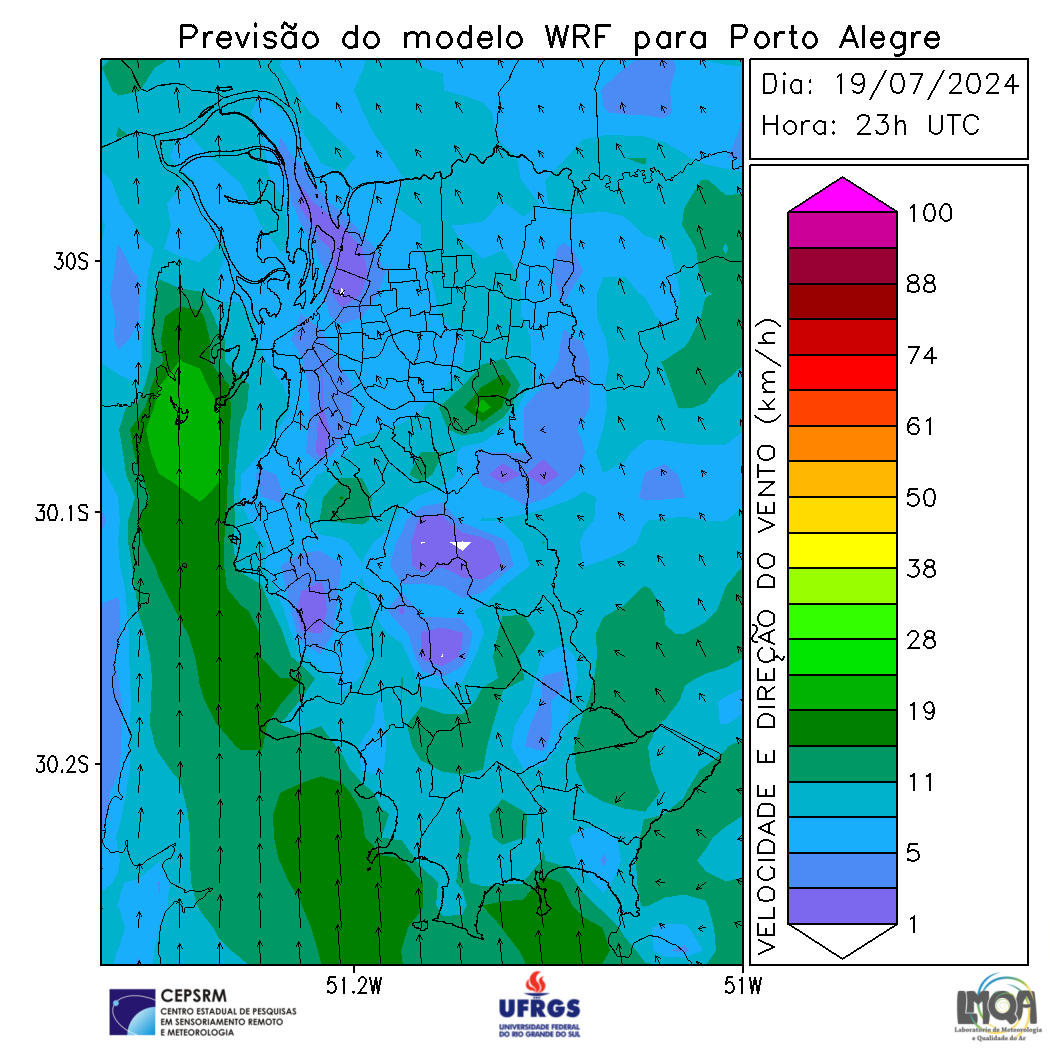 Previsão do modelo WRF para Porto Alegre
Dia: 19/07/2024
Hora: 23h UTC
30S
30.1S
30.2S
51.2W
51W
VELOCIDADE E DIREÇÃO DO VENTO (km/h)
100
88
74
61
50
38
28
19
11
5
1
CEPSRM
CENTRO ESTADUAL DE PESQUISAS
EM SENSORIAMENTO REMOTO
E METEOROLOGIA
UFRGS
UNIVERSIDADE FEDERAL
DO RIO GRANDE DO SUL
LMQA
Laboratório de Meteorologia
e Qualidade do Ar